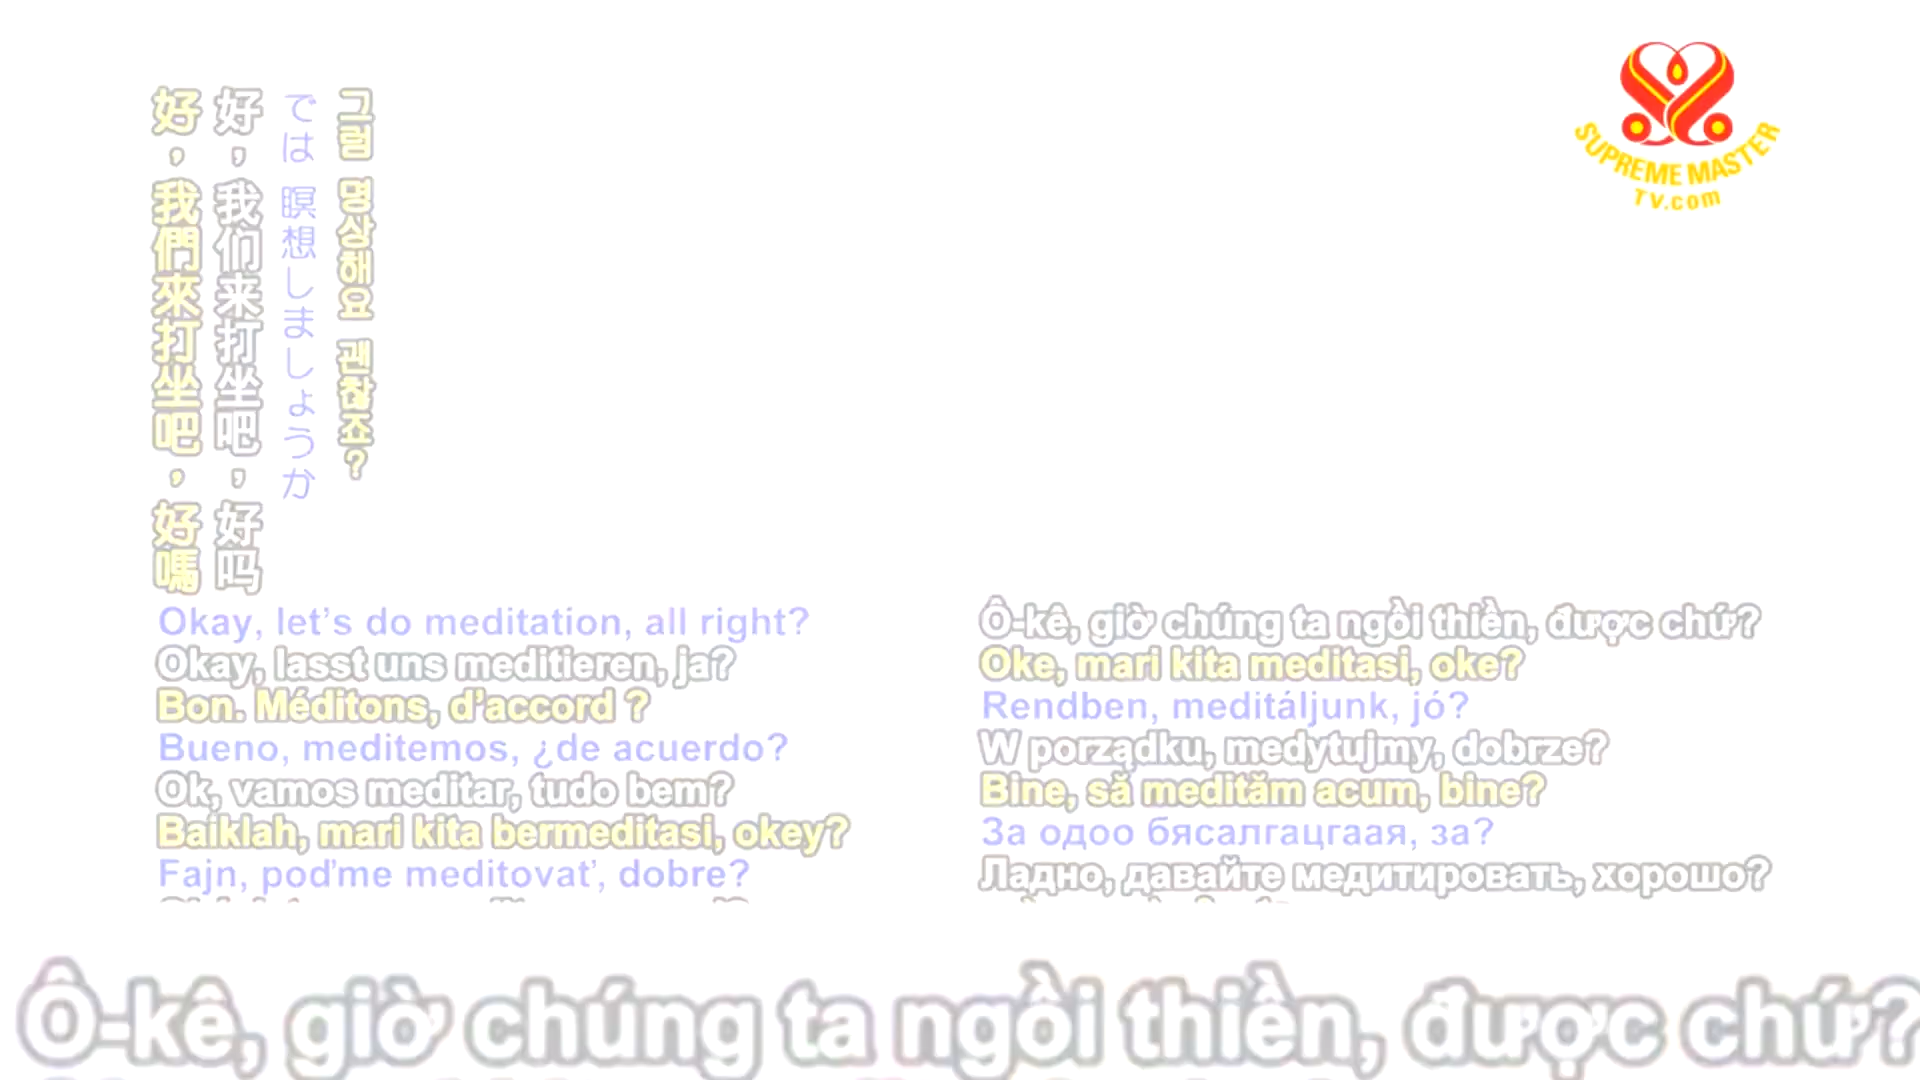 好，我們來打坐吧，好嗎
好，我们来打坐吧，好吗
では 瞑想しましょうか
그럼 명상해요 괜찮죠?
SUPREME MASTER
TV.com
Okay, let's do meditation, all right?
Okay, lasst uns meditieren, ja?
Bon. Méditons, d'accord ?
Bueno, meditemos, ¿de acuerdo?
Ok, vamos meditar, tudo bem?
Baiklah, mari kita bermeditasi, okey?
Fajn, poďme meditovať, dobre?
Ô-kê, giờ chúng ta ngồi thiền, được chứ?
Oke, mari kita meditasi, oke?
Rendben, meditáljunk, jó?
W porządku, medytujmy, dobrze?
Bine, să medităm acum, bine?
За одоо бясалгацгаая, за?
Ладно, давайте медитировать, хорошо?
Ô-kê, giờ chúng ta ngồi thiền, được chứ?